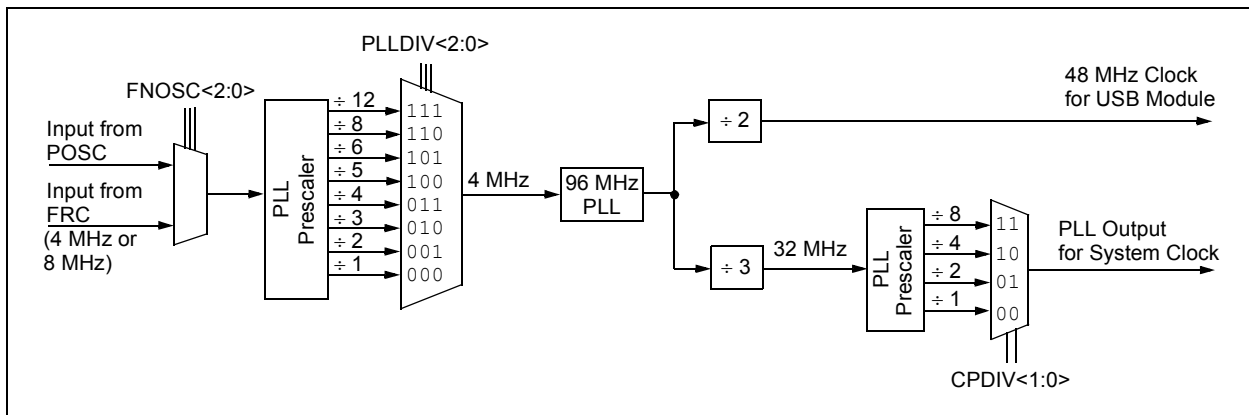 PLLDIV<2:0>
FNOSC<2:0>
Input from
POSC
Input from
FRC
(4 MHz or
8 MHz)
PLL
Prescaler
÷ 12
÷ 8
÷ 6
÷ 5
÷ 4
÷ 3
÷ 2
÷ 1
111
110
101
100
011
010
001
000
4 MHz
96 MHz
PLL
÷ 2
48 MHz Clock
for USB Module
÷ 3
32 MHz
PLL
Prescaler
÷ 8
÷ 4
÷ 2
÷ 1
11
10
01
00
PLL Output
for System Clock
CPDIV<1:0>